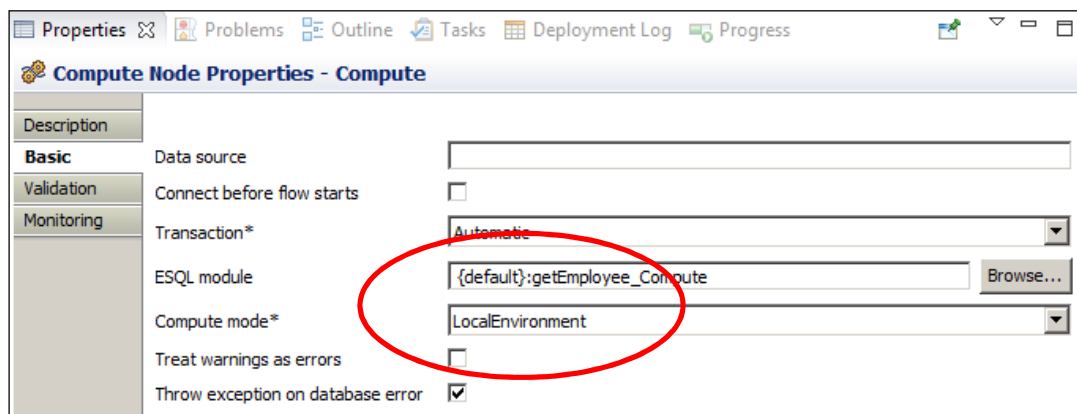 Properties Problems Outline Tasks Deployment Log Progress
Compute Node Properties - Compute
Description
Basic Data source
Validation Connect before flow starts
Monitoring Transaction* Automatic
ESQL module {default}:getEmployee_Compute Browse...
Compute mode* LocalEnvironment
Treat warnings as errors
Throw exception on database error